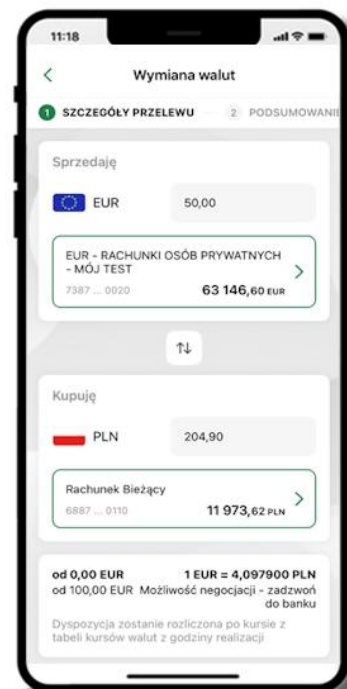 11:18
Wymiana walut
1 SZCZEGÓŁY PRZELEWU 2 PODSUMOWANIE
Sprzedaję
EUR 50,00
EUR - RACHUNKI OSÓB PRYWATNYCH
- MÓJ TEST
7387 ... 0020 63 146,60 EUR
Kupuję
PLN 204,90
Rachunek Bieżący
6887 ... 0110 11 973,62 PLN
od 0,00 EUR 1 EUR = 4,097900 PLN
od 100,00 EUR Możliwość negocjacji - zadzwoń
do banku
Dyspozycja zostanie rozliczona po kursie z
tabeli kursów walut z godziny realizacji